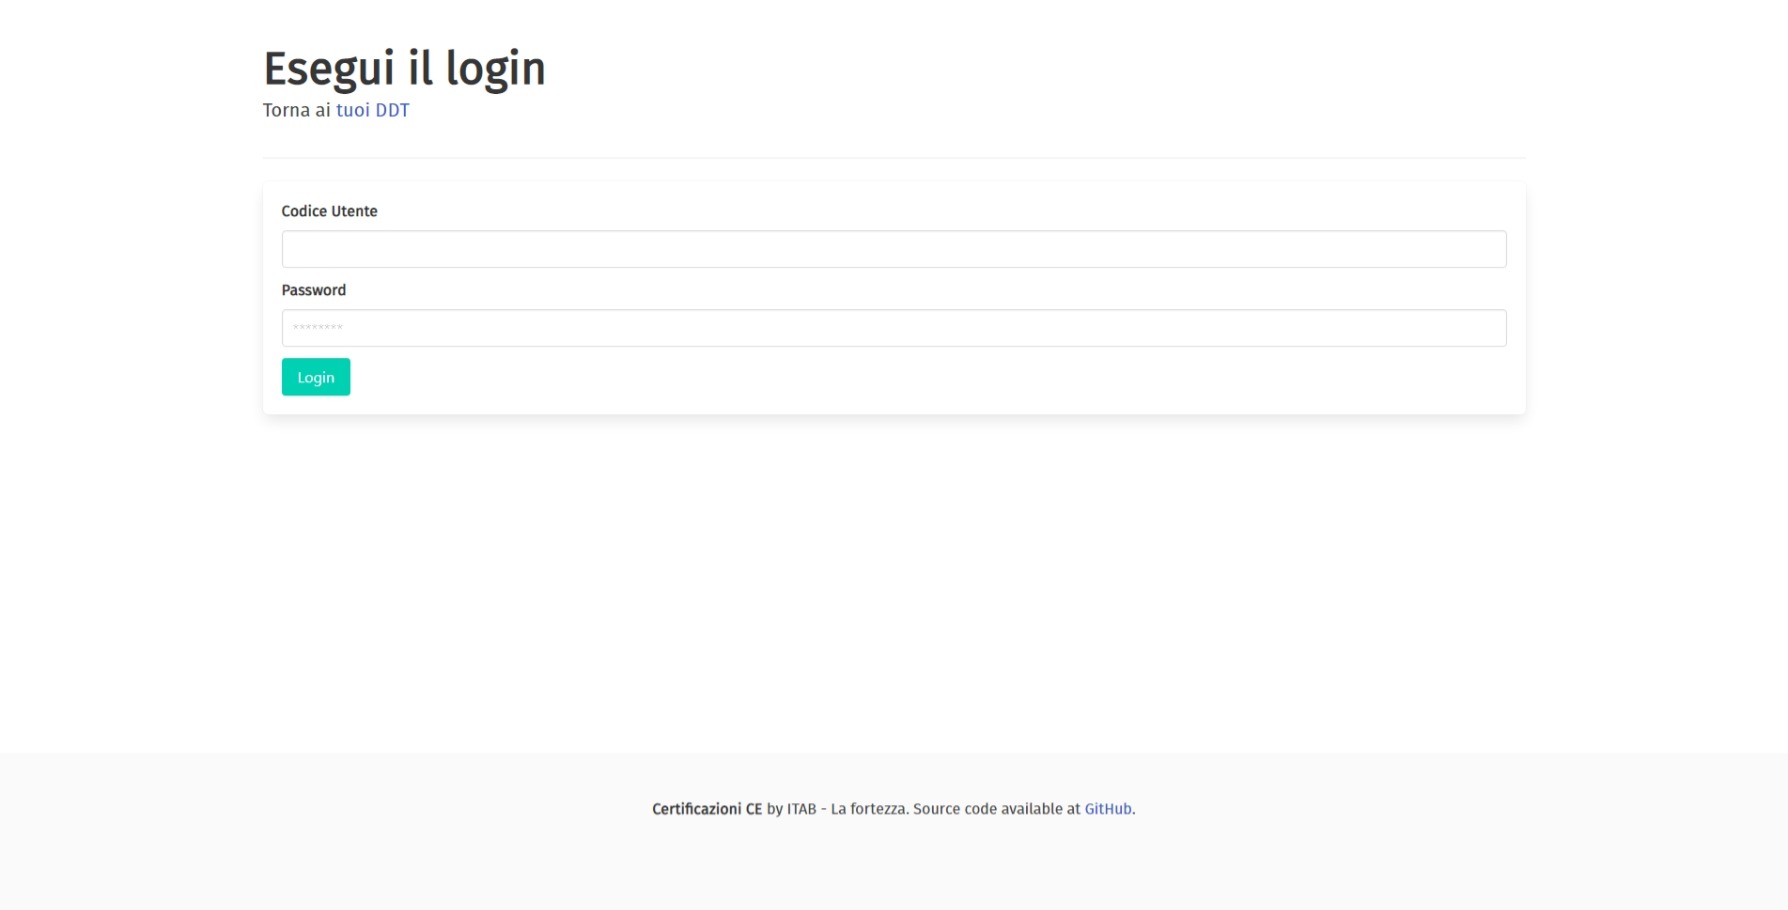 Esegui il login
Torna ai tuoi DDT
Codice Utente
Password
********
Login
Certificazioni CE by ITAB - La fortezza. Source code available at GitHub.